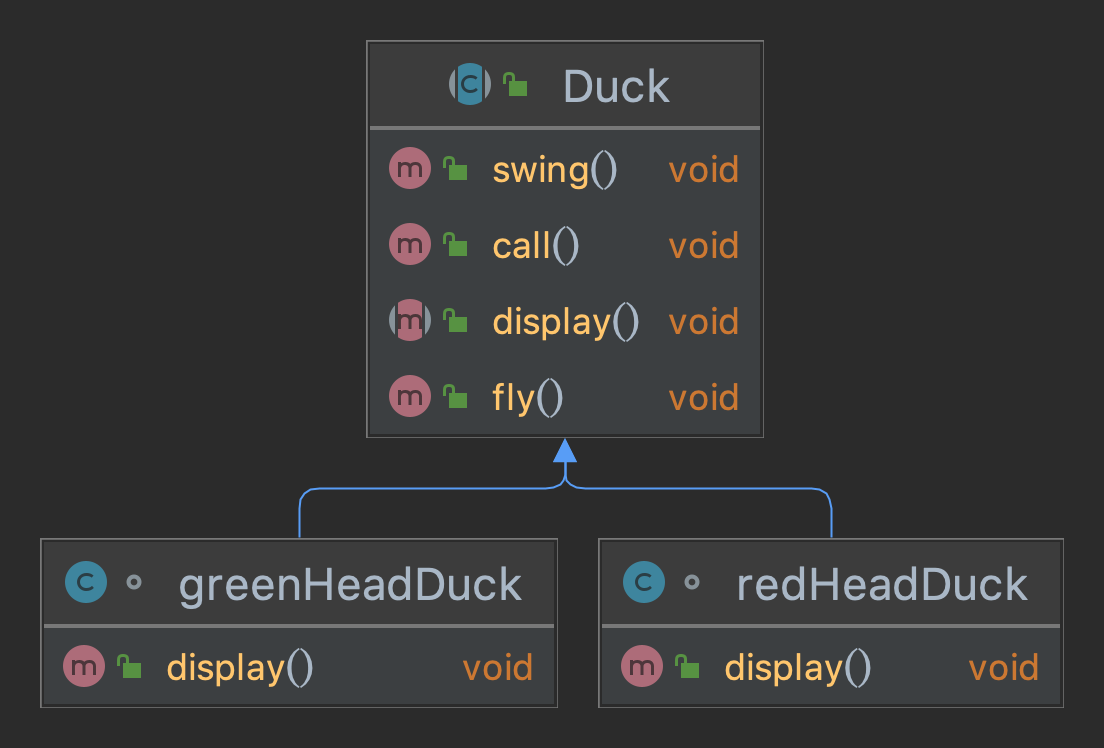 C Duck
m swing() void
m call() void
m display() void
m fly() void
C greenHeadDuck
m display() void
C redHeadDuck
m display() void